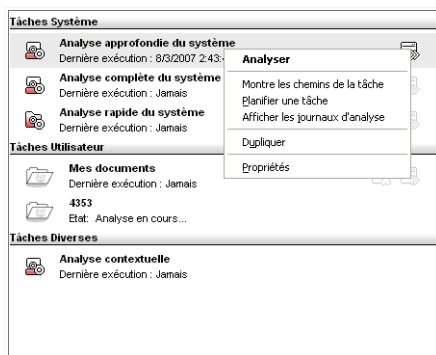 Tâches Système
Analyse approfondie du système
Dernière exécution : 8/3/2007 2:43:
Analyser
Analyse complète du système
Dernière exécution : Jamais
Montre les chemins de la tâche
Planifier une tâche
Analyse rapide du système
Dernière exécution : Jamais
Afficher les journaux d'analyse
Dupliquer
Tâches Utilisateur
Mes documents
Dernière exécution : Jamais
Propriétés
4353
Etat: Analyse en cours...
Tâches Diverses
Analyse contextuelle
Dernière exécution : Jamais